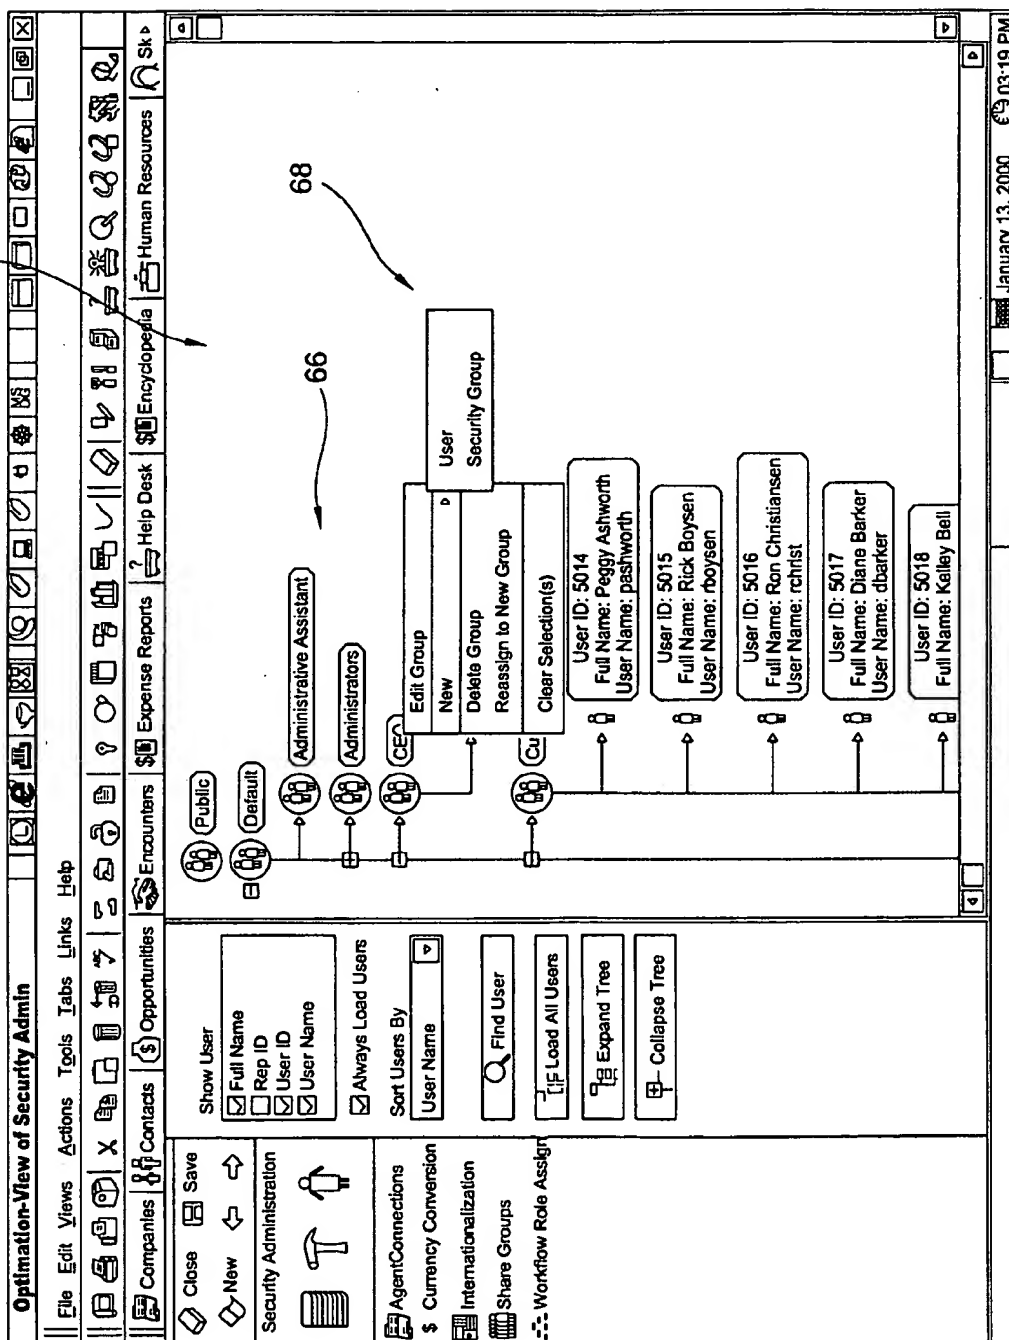 Optimation-View of Security Admin
File Edit Views Actions Tools Tabs Links Help
Companies Contacts $ Opportunities Encounters $ Expense Reports ? Help Desk $ Encyclopedia Human Resources Sk
Close Save
New
Security Administration
AgentConnections
$ Currency Conversion
Internationalization
Share Groups
Workflow Role Assign
Show User
Full Name
Rep ID
User ID
User Name
Always Load Users
Sort Users By
User Name
Find User
Load All Users
Expand Tree
Collapse Tree
Public
Default
Administrative Assistant
Administrators
CEO
Cu
Edit Group
New
Delete Group
Reassign to New Group
Clear Selection(s)
User
Security Group
66
68
User ID: 5014
Full Name: Peggy Ashworth
User Name: pashworth
User ID: 5015
Full Name: Rick Boysen
User Name: rboysen
User ID: 5016
Full Name: Ron Christiansen
User Name: rchrist
User ID: 5017
Full Name: Diane Barker
User Name: dbarker
User ID: 5018
Full Name: Kelley Bell
January 13, 2000 03:19 PM